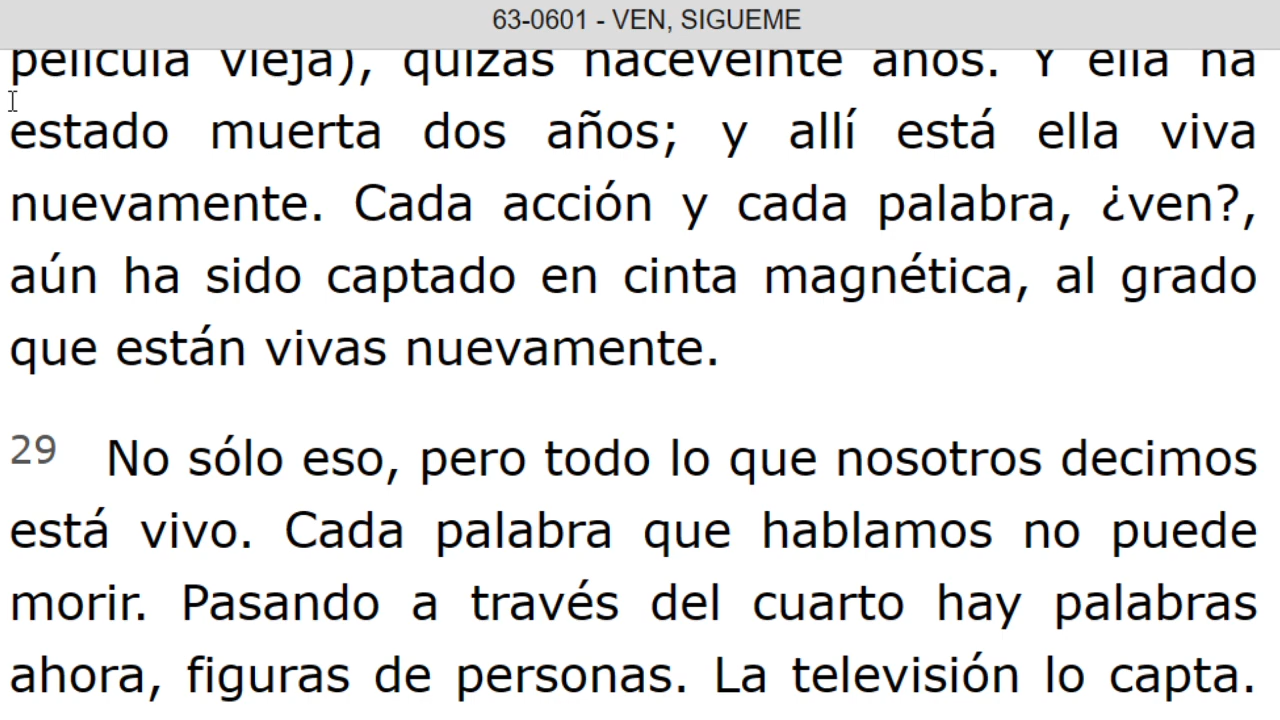 63-0601 - VEN, SIGUEME
película vieja), quizás haceveinte años. Y ella ha
estado muerta dos años; y allí está ella viva
nuevamente. Cada acción y cada palabra, ¿ven?,
aún ha sido captado en cinta magnética, al grado
que están vivas nuevamente.
29 No sólo eso, pero todo lo que nosotros decimos
está vivo. Cada palabra que hablamos no puede
morir. Pasando a través del cuarto hay palabras
ahora, figuras de personas. La televisión lo capta.